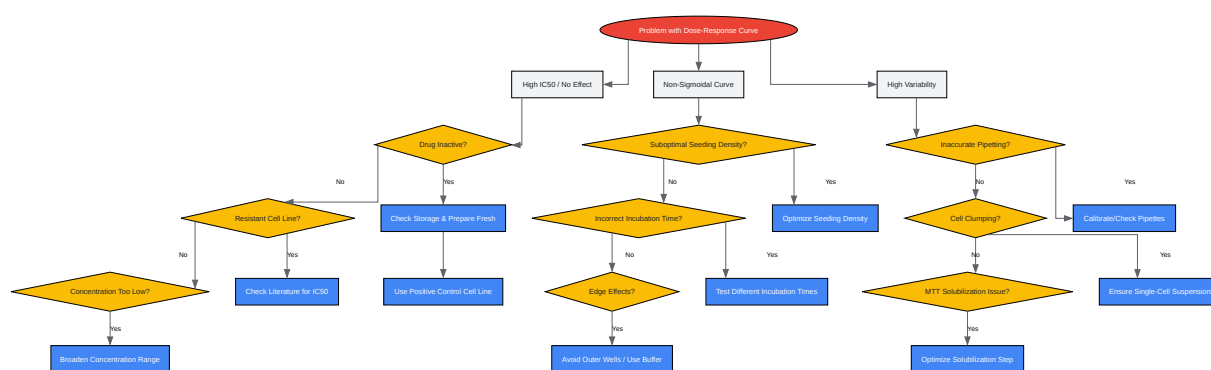 Problem with Dose-Response Curve
High IC50 / No Effect
Non-Sigmoidal Curve
High Variability
Drug Inactive?
Suboptimal Seeding Density?
Inaccurate Pipetting?
No
Yes
No
Yes
No
Yes
Resistant Cell Line?
Check Storage & Prepare Fresh
Incorrect Incubation Time?
Optimize Seeding Density
Cell Clumping?
Calibrate/Check Pipettes
No
Yes
No
Yes
No
Yes
Concentration Too Low?
Check Literature for IC50
Use Positive Control Cell Line
Edge Effects?
Test Different Incubation Times
MTT Solubilization Issue?
Ensure Single-Cell Suspension
Yes
Yes
Yes
Broaden Concentration Range
Avoid Outer Wells / Use Buffer
Optimize Solubilization Step